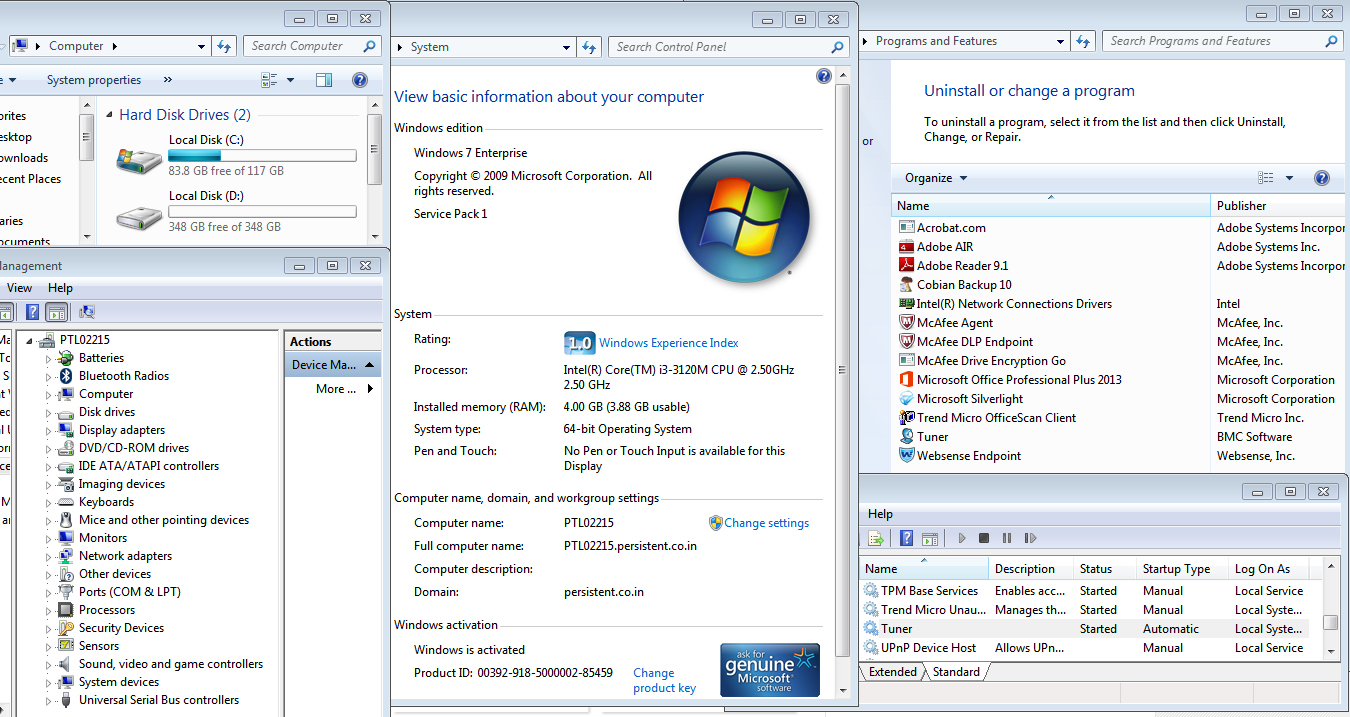 Computer
Search Computer
System properties
»
Hard Disk Drives (2)
Local Disk (C:)
83.8 GB free of 117 GB
Local Disk (D:)
348 GB free of 348 GB
System
Search Control Panel
View basic information about your computer
Windows edition
Windows 7 Enterprise
Copyright © 2009 Microsoft Corporation. All
rights reserved.
Service Pack 1
System
Rating:
1.0 Windows Experience Index
Processor:
Intel(R) Core(TM) i3-3120M CPU @ 2.50GHz
2.50 GHz
Installed memory (RAM):
4.00 GB (3.88 GB usable)
System type:
64-bit Operating System
Pen and Touch:
No Pen or Touch Input is available for this
Display
Computer name, domain, and workgroup settings
Computer name:
PTL02215
Change settings
Full computer name:
PTL02215.persistent.co.in
Computer description:
Domain:
persistent.co.in
Windows activation
Windows is activated
Product ID: 00392-918-5000002-85459
Change
product key
ask for
genuine
Microsoft
software
Programs and Features
Search Programs and Features
or
Uninstall or change a program
To uninstall a program, select it from the list and then click Uninstall,
Change, or Repair.
Organize
Name
Publisher
Acrobat.com
Adobe Systems Incorpor
Adobe AIR
Adobe Systems Inc.
Adobe Reader 9.1
Adobe Systems Incorpor
Cobian Backup 10
Intel(R) Network Connections Drivers
Intel
McAfee Agent
McAfee, Inc.
McAfee DLP Endpoint
McAfee, Inc.
McAfee Drive Encryption Go
McAfee, Inc.
Microsoft Office Professional Plus 2013
Microsoft Corporation
Microsoft Silverlight
Microsoft Corporation
Trend Micro OfficeScan Client
Trend Micro Inc.
Tuner
BMC Software
Websense Endpoint
Websense, Inc.
anagement
View Help
PTL02215
Batteries
Bluetooth Radios
Computer
Disk drives
Display adapters
DVD/CD-ROM drives
IDE ATA/ATAPI controllers
Imaging devices
Keyboards
Mice and other pointing devices
Monitors
Network adapters
Other devices
Ports (COM & LPT)
Processors
Security Devices
Sensors
Sound, video and game controllers
System devices
Universal Serial Bus controllers
Actions
Device Ma...
More ...
Help
Name Description Status Startup Type Log On As
TPM Base Services Enables acc... Started Manual Local Service
Trend Micro Unau... Manages th... Started Manual Local Syste...
Tuner Started Automatic Local Syste...
UPnP Device Host Allows UPn... Manual Local Service
Extended Standard